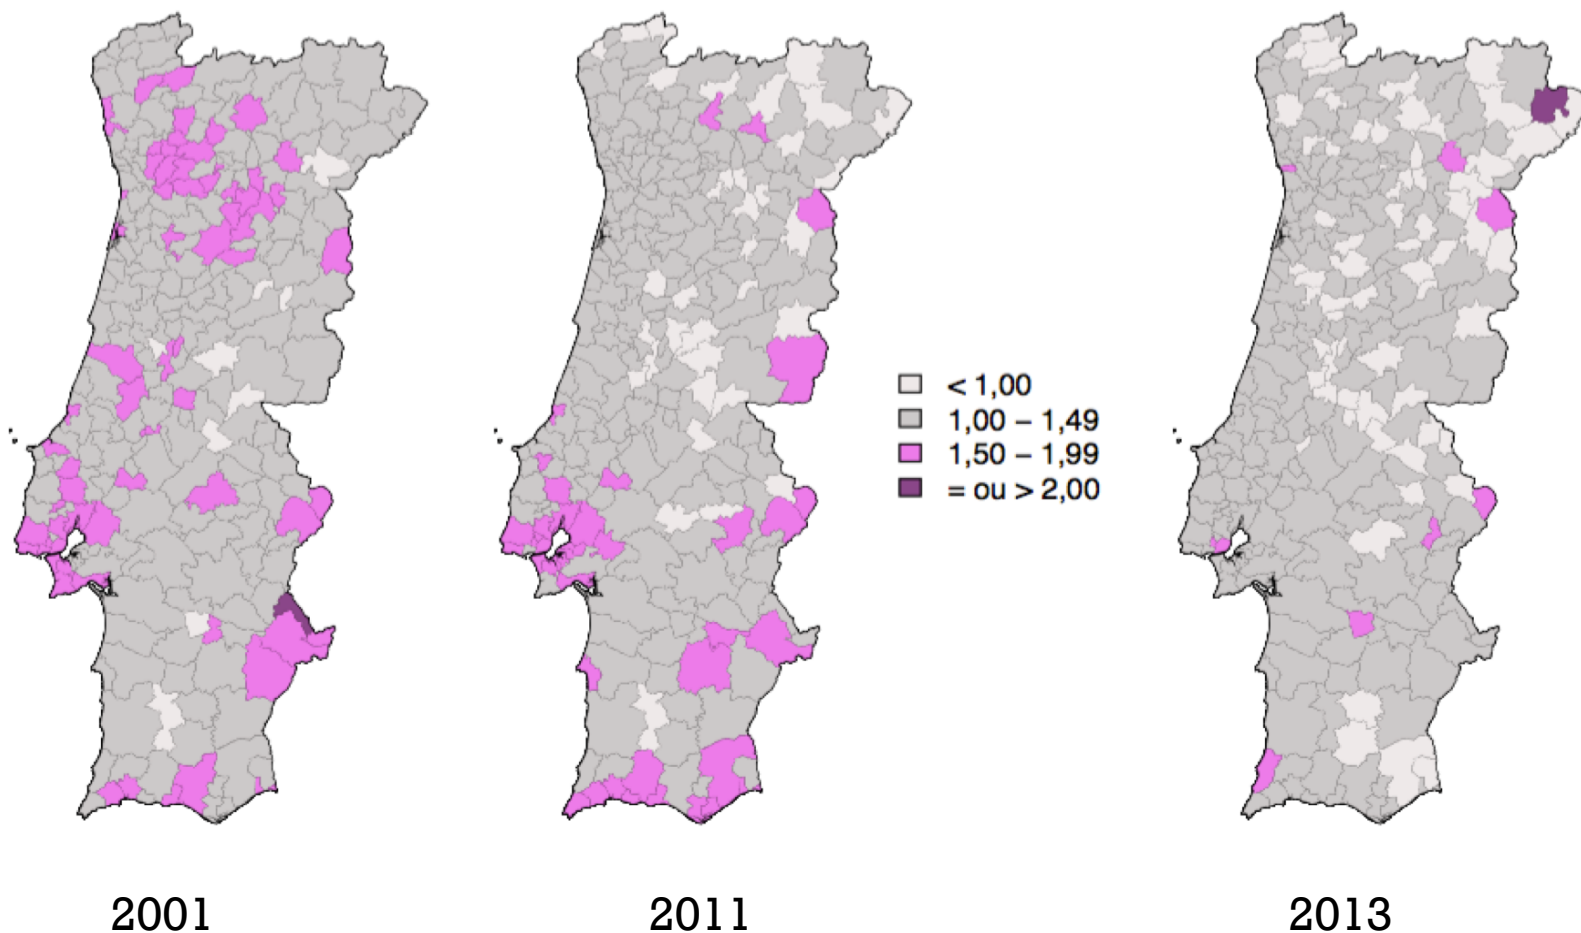 < 1,00
1,00 – 1,49
1,50 – 1,99
= ou > 2,00
2001
2011
2013